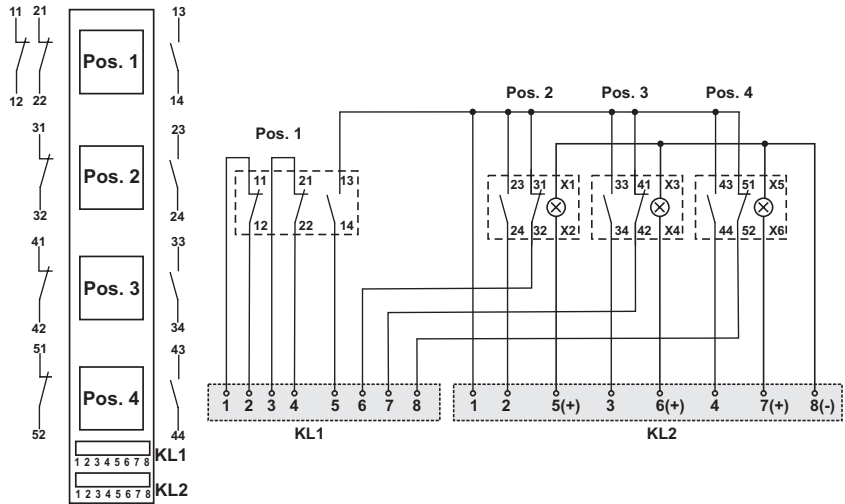 11 21 13
Pos. 1
12 22 14
31 23
Pos. 2
32 24
41 33
Pos. 3
42 34
51 43
Pos. 4
52 44
1 2 3 4 5 6 7 8 KL1
1 2 3 4 5 6 7 8 KL2
Pos. 2 Pos. 3 Pos. 4
Pos. 1
11 21 13
12 22 14
23 31 X1 33 41 X3 43 51 X5
24 32 X2 34 42 X4 44 52 X6
1 2 3 4 5 6 7 8
KL1
1 2 5(+) 3 6(+) 4 7(+) 8(-)
KL2